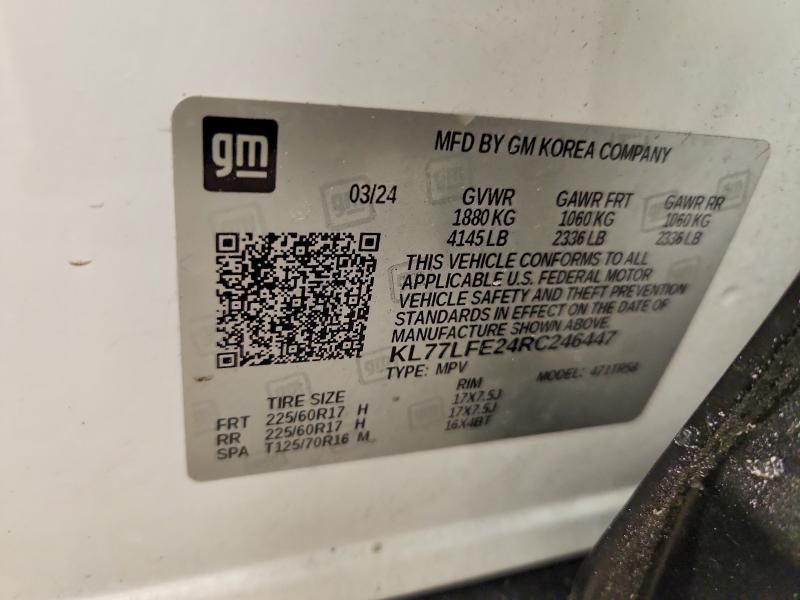 gm
MFD BY GM KOREA COMPANY
03/24 GVWR GAWR FRT GAWR RR
1880 KG 1060 KG 1060 KG
4145 LB 2336 LB 2336 LB
THIS VEHICLE CONFORMS TO ALL
APPLICABLE U.S. FEDERAL MOTOR
VEHICLE SAFETY AND THEFT PREVENTION
STANDARDS IN EFFECT ON THE DATE OF
MANUFACTURE SHOWN ABOVE.
KL77LFE24RC246447
TYPE: MPV MODEL: 471TR58
TIRE SIZE RIM
FRT 225/60R17 H 17X7.5J
RR 225/60R17 H 17X7.5J
SPA T125/70R16 M 16X4BT